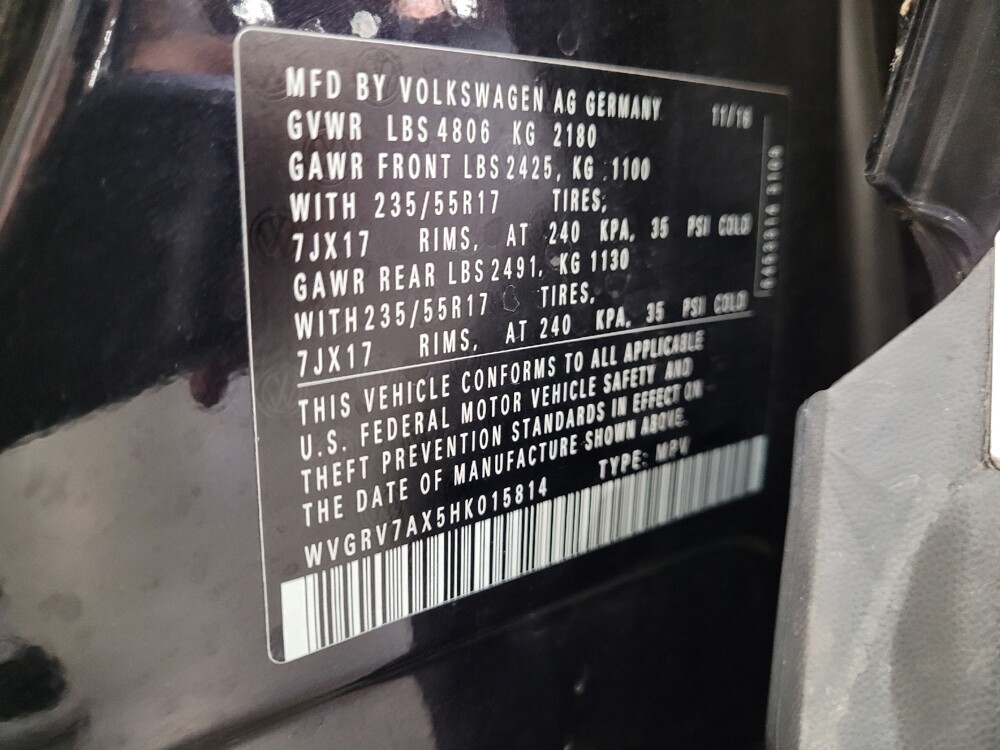 MFD BY VOLKSWAGEN AG GERMANY 11/16
GVWR LBS 4806 KG 2180
GAWR FRONT LBS 2425, KG 1100
WITH 235/55R17 TIRES,
7JX17 RIMS, AT 240 KPA, 35 PSI COLD
GAWR REAR LBS 2491, KG 1130
WITH 235/55R17 TIRES,
7JX17 RIMS, AT 240 KPA, 35 PSI COLD
THIS VEHICLE CONFORMS TO ALL APPLICABLE
U.S. FEDERAL MOTOR VEHICLE SAFETY AND
THEFT PREVENTION STANDARDS IN EFFECT ON
THE DATE OF MANUFACTURE SHOWN ABOVE.
WVGRV7AX5HK015814 TYPE: MPV